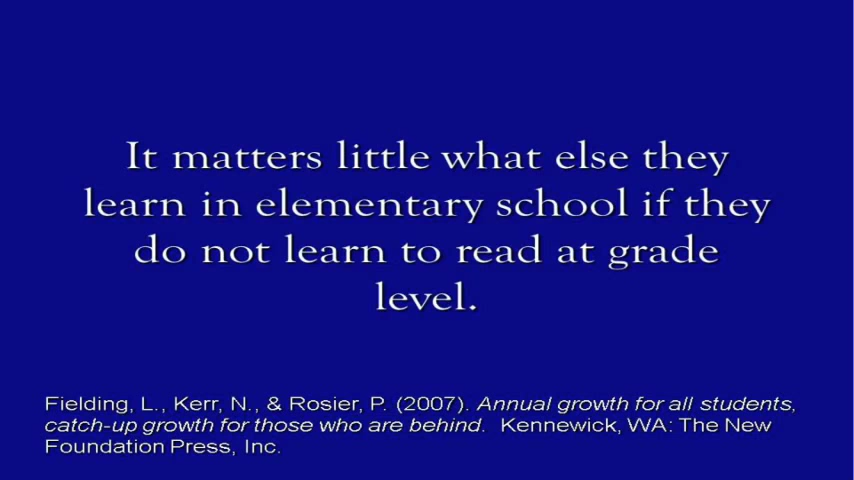 It matters little what else they
learn in elementary school if they
do not learn to read at grade
level.
Fielding, L., Kerr, N., & Rosier, P. (2007). Annual growth for all students,
catch-up growth for those who are behind. Kennewick, WA: The New
Foundation Press, Inc.